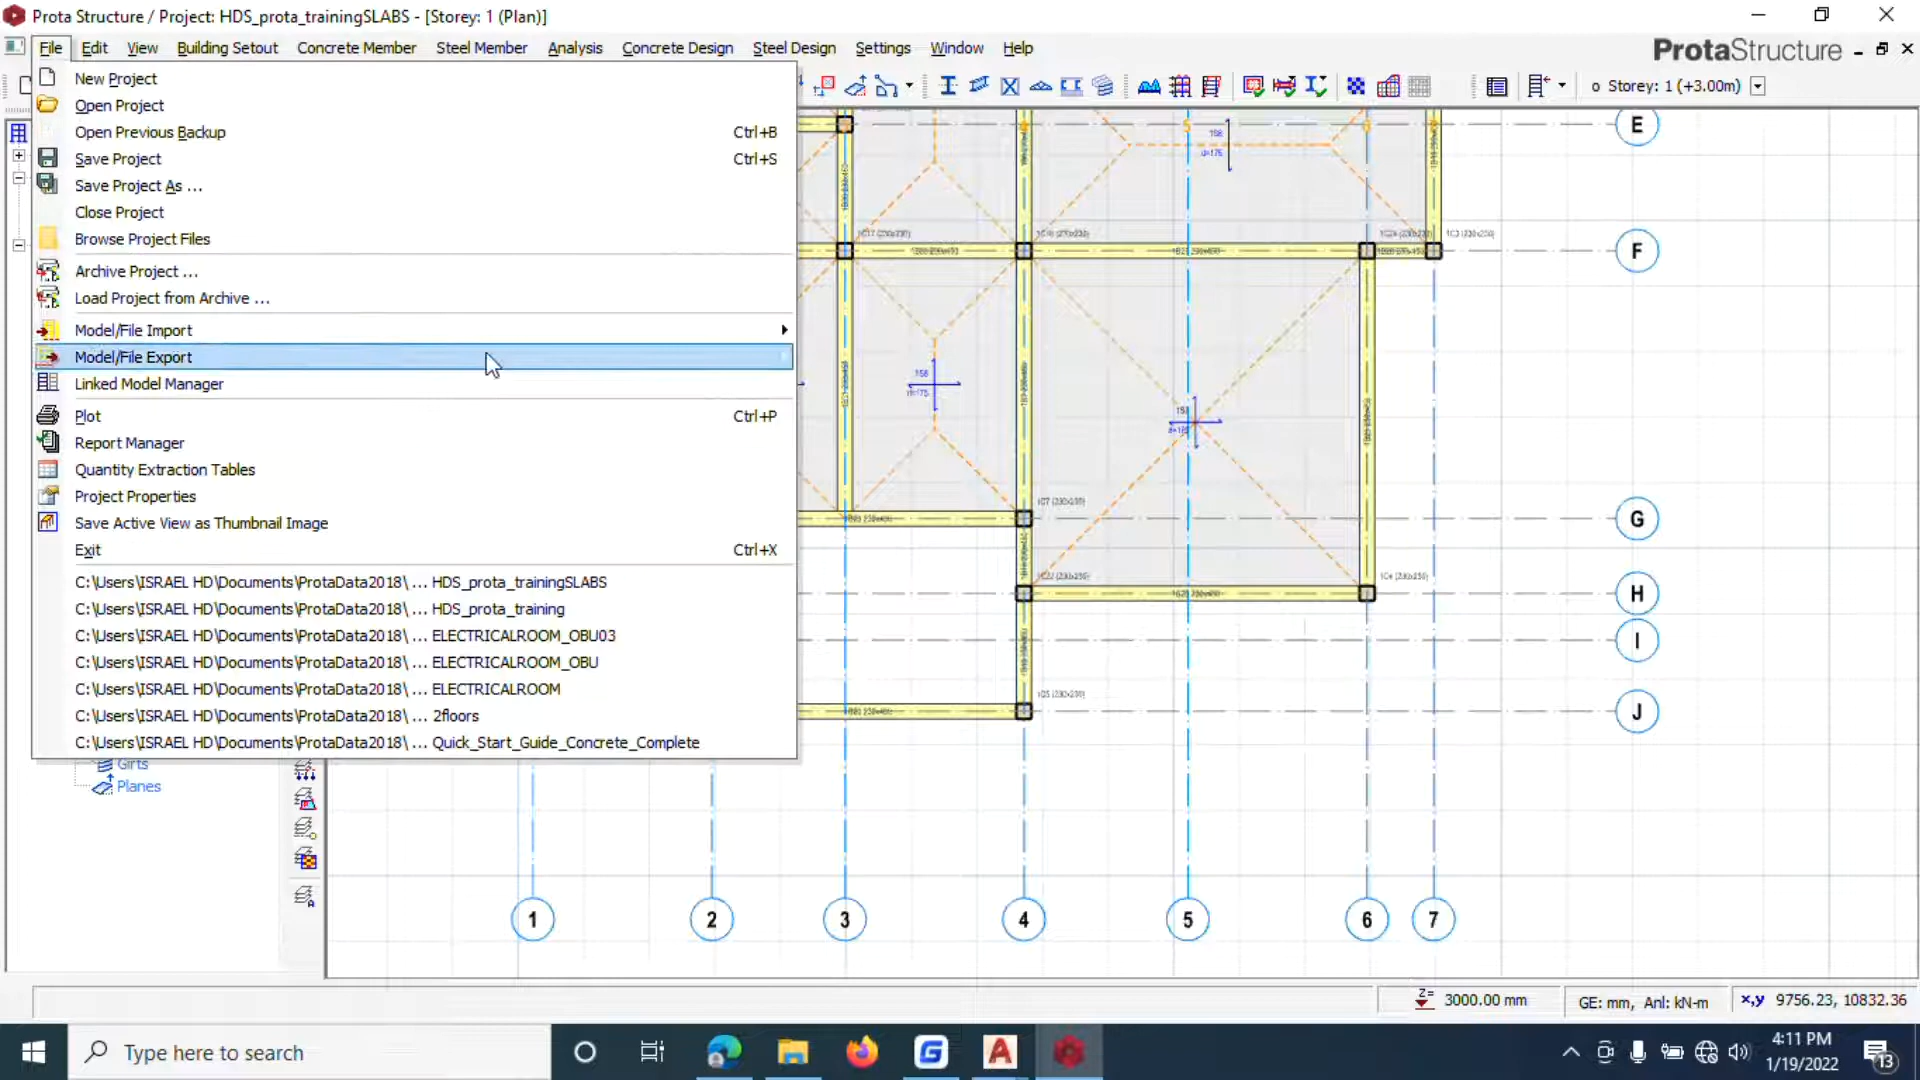 Prota Structure / Project: HDS_prota_trainingSLABS - [Storey: 1 (Plan)]
File Edit View Building Setout Concrete Member Steel Member Analysis Concrete Design Steel Design Settings Window Help
ProtaStructure
Storey: 1 (+3.00m)
New Project
Open Project
Open Previous Backup Ctrl+B
Save Project Ctrl+S
Save Project As ...
Close Project
Browse Project Files
Archive Project ...
Load Project from Archive ...
Model/File Import
Model/File Export
Linked Model Manager
Plot Ctrl+P
Report Manager
Quantity Extraction Tables
Project Properties
Save Active View as Thumbnail Image
Exit Ctrl+X
C:\Users\ISRAEL HD\Documents\ProtaData2018\ ... HDS_prota_trainingSLABS
C:\Users\ISRAEL HD\Documents\ProtaData2018\ ... HDS_prota_training
C:\Users\ISRAEL HD\Documents\ProtaData2018\ ... ELECTRICALROOM_OBU03
C:\Users\ISRAEL HD\Documents\ProtaData2018\ ... ELECTRICALROOM_OBU
C:\Users\ISRAEL HD\Documents\ProtaData2018\ ... ELECTRICALROOM
C:\Users\ISRAEL HD\Documents\ProtaData2018\ ... 2floors
C:\Users\ISRAEL HD\Documents\ProtaData2018\ ... Quick_Start_Guide_Concrete_Complete
Girts
Planes
E
F
G
H
I
J
1 2 3 4 5 6 7
3000.00 mm
GE: mm, Anl: kN-m
x,y 9756.23, 10832.36
Type here to search
4:11 PM
1/19/2022
13